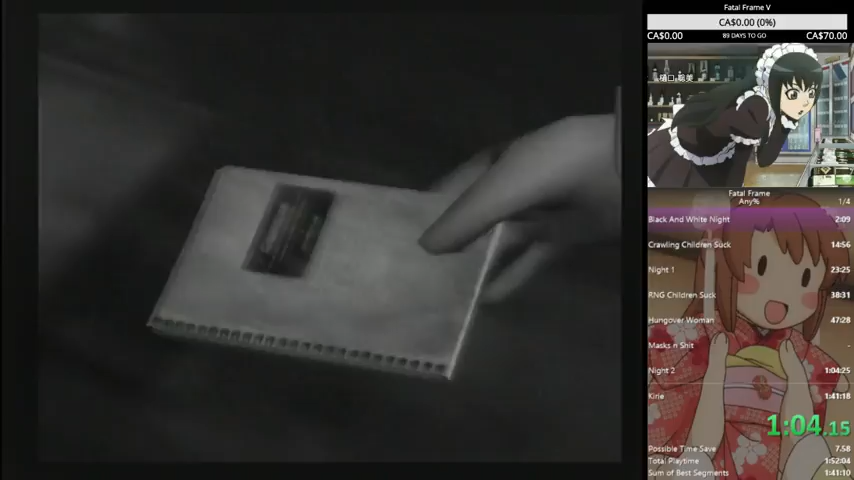 Fatal Frame V
CA$0.00 (0%)
CA$0.00 89 DAYS TO GO CA$70.00
樋口 聡美
Fatal Frame
Any% 1/4
Black And White Night 2:09
Crawling Children Suck 14:56
Night 1 23:25
RNG Children Suck 38:31
Hungover Woman 47:28
Masks n Shit -
Night 2 1:04:25
Kirie 1:41:18
1:04.15
Possible Time Save 7.58
Total Playtime 1:52:04
Sum of Best Segments 1:41:10